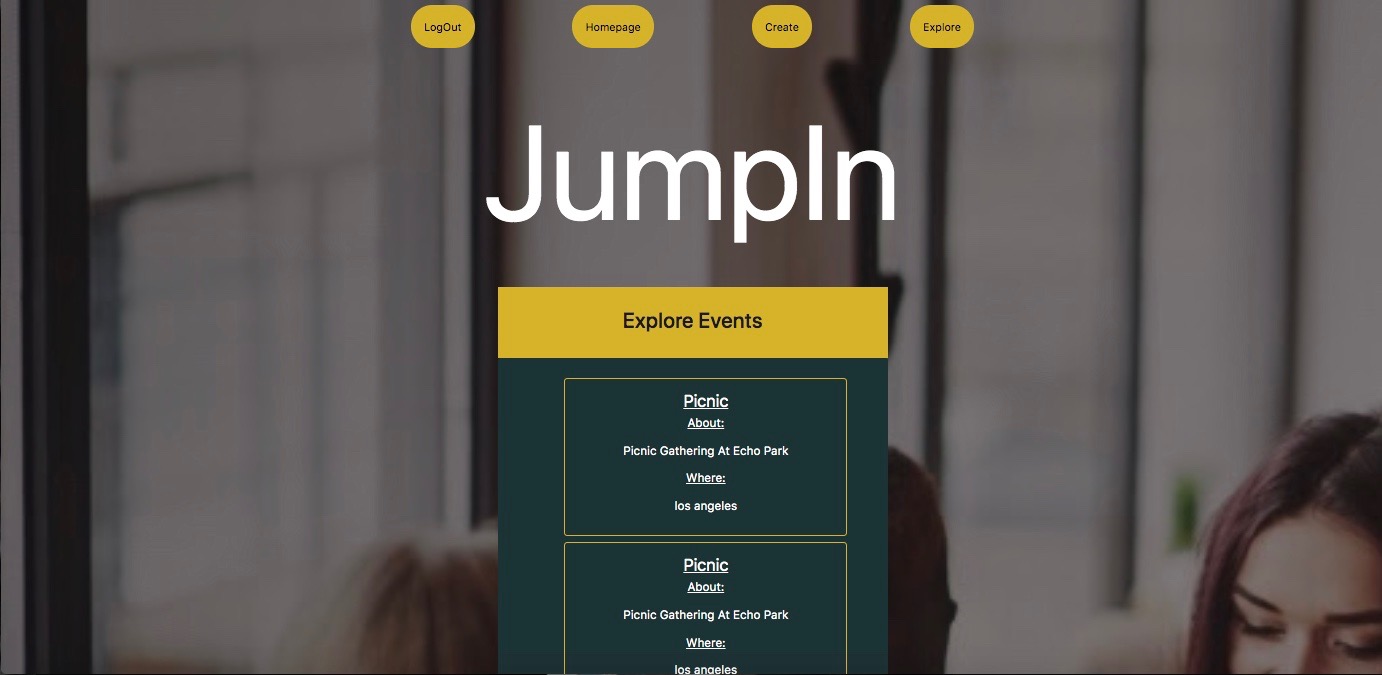 LogOut Homepage Create Explore
JumpIn
Explore Events
Picnic
About:
Picnic Gathering At Echo Park
Where:
los angeles
Picnic
About:
Picnic Gathering At Echo Park
Where:
los angeles